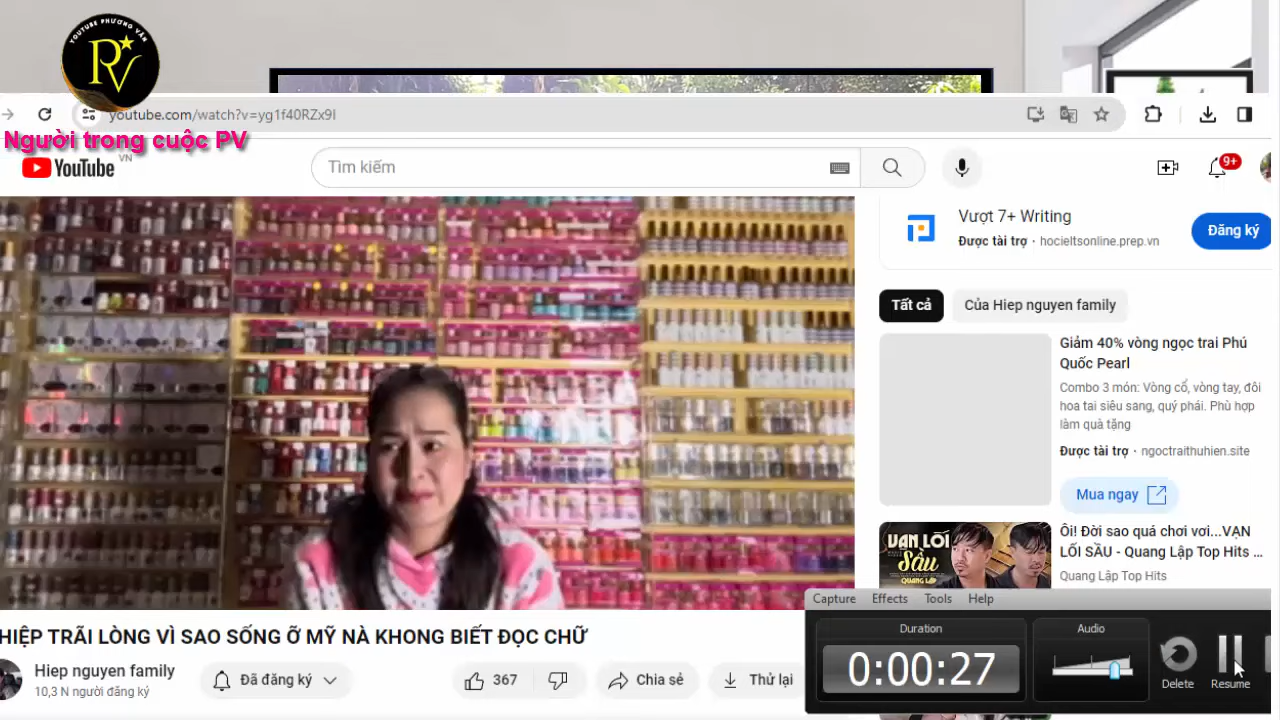 YOUTUBE PHƯƠNG VÂN
PV
youtube.com/watch?v=yg1f40RZx9I
Người trong cuộc PV
YouTube VN
Tìm kiếm
9+
Vượt 7+ Writing
Được tài trợ · hocieltsonline.prep.vn
Đăng ký
Tất cả
Của Hiep nguyen family
Giảm 40% vòng ngọc trai Phú
Quốc Pearl
Combo 3 món: Vòng cổ, vòng tay, đôi
hoa tai siêu sang, quý phái. Phù hợp
làm quà tặng
Được tài trợ · ngoctraithuhien.site
Mua ngay
VẠN LỐI
Sầu
QUANG LẬP
Ôi! Đời sao quá chơi vơi...VẠN
LỐI SẦU - Quang Lập Top Hits ...
Quang Lập Top Hits
Capture Effects Tools Help
Duration
Audio
0:00:27
Delete
Resume
HIỆP TRÃI LÒNG VÌ SAO SỐNG Ỡ MỸ NÀ KHONG BIẾT ĐỌC CHỮ
Hiep nguyen family
10,3 N người đăng ký
Đã đăng ký
367
Chia sẻ
Thử lại